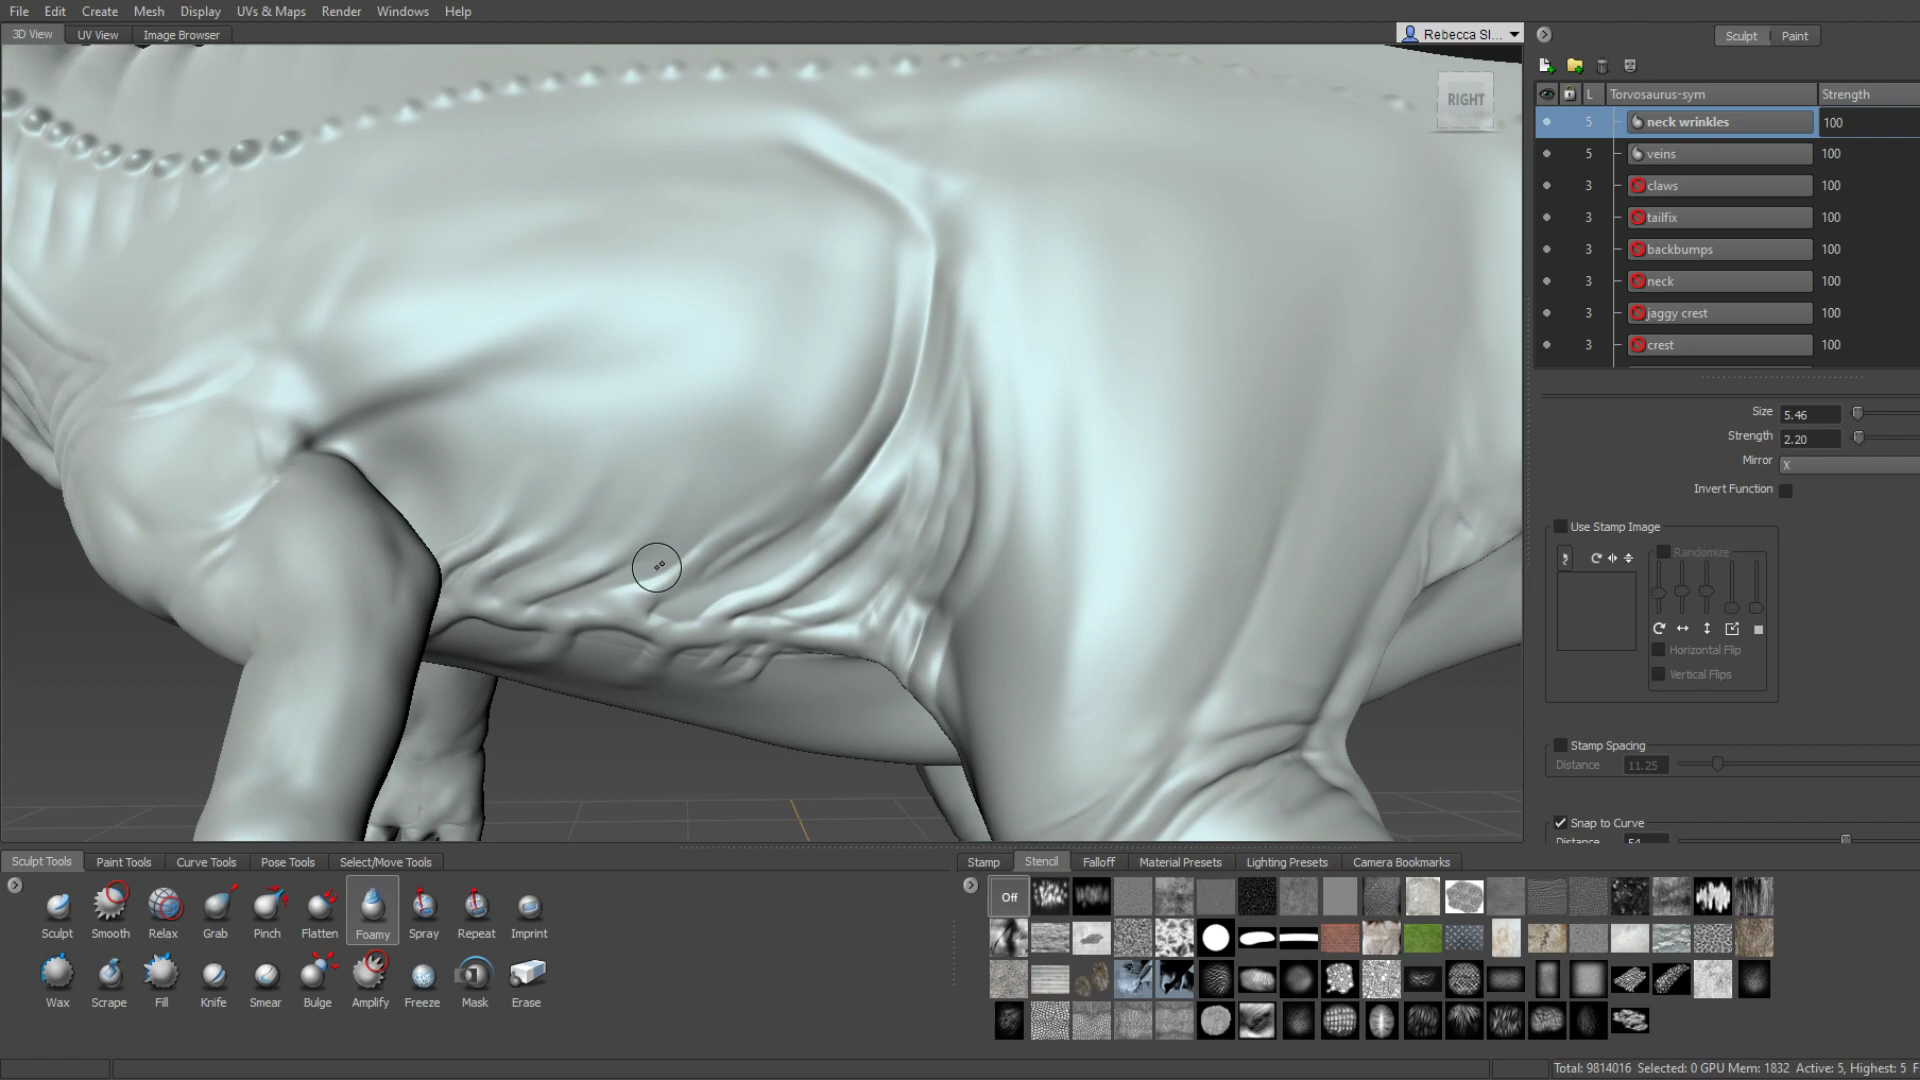 File Edit Create Mesh Sculpt Display UVs & Maps Render Windows Help
3D View UV View Image Browser
Rebecca Sl...
Sculpt Paint
RIGHT
L Torvosaurus-sym Strength
5 neck wrinkles 100
5 veins 100
3 claws 100
3 tailfix 100
3 backbumps 100
3 neck 100
3 jaggy crest 100
3 crest 100
Size 5.46
Strength 2.20
Mirror X
Invert Function
Use Stamp Image
Randomize
Horizontal Flip
Vertical Flips
Stamp Spacing
Distance 11.25
Snap to Curve
Distance 54
Sculpt Tools Paint Tools Curve Tools Pose Tools Select/Move Tools
Sculpt Smooth Relax Grab Pinch Flatten Foamy Spray Repeat Imprint
Wax Scrape Fill Knife Smear Bulge Amplify Freeze Mask Erase
Stamp Stencil Falloff Material Presets Lighting Presets Camera Bookmarks
Off
Total: 9814016 Selected: 0 GPU Mem: 1832 Active: 5, Highest: 5 F